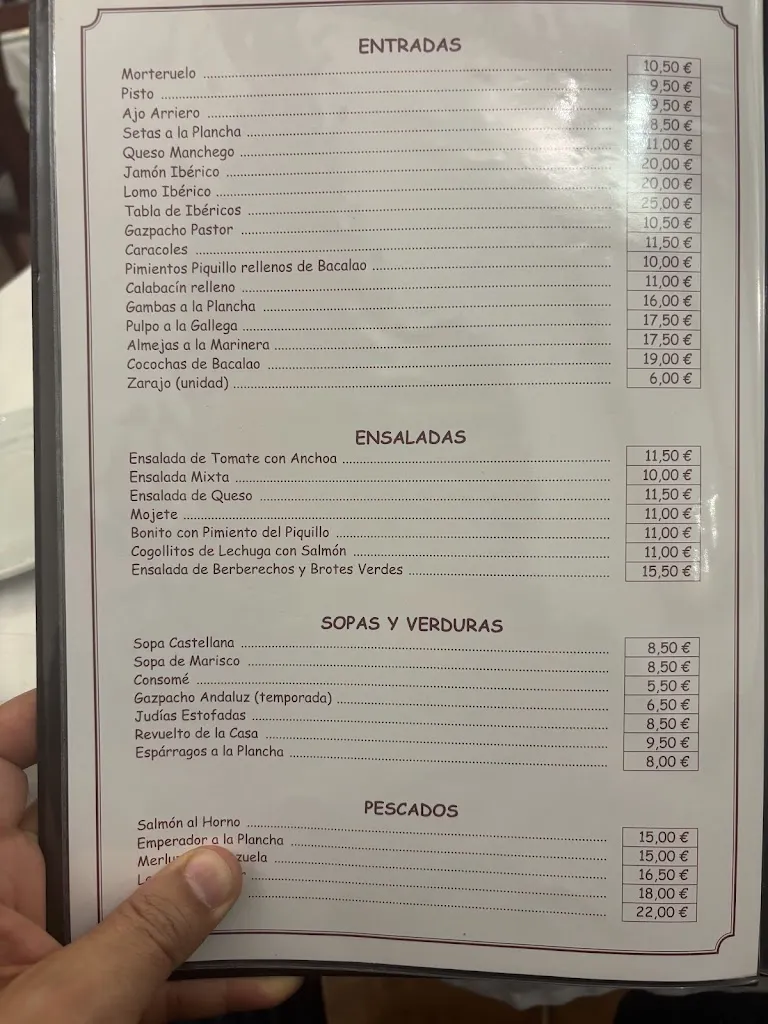 ENTRADAS
Morteruelo 10,50 €
Pisto 9,50 €
Ajo Arriero 9,50 €
Setas a la Plancha 8,50 €
Queso Manchego 11,00 €
Jamón Ibérico 20,00 €
Lomo Ibérico 20,00 €
Tabla de Ibéricos 25,00 €
Gazpacho Pastor 10,50 €
Caracoles 11,50 €
Pimientos Piquillo rellenos de Bacalao 10,00 €
Calabacín relleno 11,00 €
Gambas a la Plancha 16,00 €
Pulpo a la Gallega 17,50 €
Almejas a la Marinera 17,50 €
Cocochas de Bacalao 19,00 €
Zarajo (unidad) 6,00 €
ENSALADAS
Ensalada de Tomate con Anchoa 11,50 €
Ensalada Mixta 10,00 €
Ensalada de Queso 11,50 €
Mojete 11,00 €
Bonito con Pimiento del Piquillo 11,00 €
Cogollitos de Lechuga con Salmón 11,00 €
Ensalada de Berberechos y Brotes Verdes 15,50 €
SOPAS Y VERDURAS
Sopa Castellana 8,50 €
Sopa de Marisco 8,50 €
Consomé 5,50 €
Gazpacho Andaluz (temporada) 6,50 €
Judías Estofadas 8,50 €
Revuelto de la Casa 9,50 €
Espárragos a la Plancha 8,00 €
PESCADOS
Salmón al Horno 15,00 €
Emperador a la Plancha 15,00 €
16,50 €
18,00 €
22,00 €